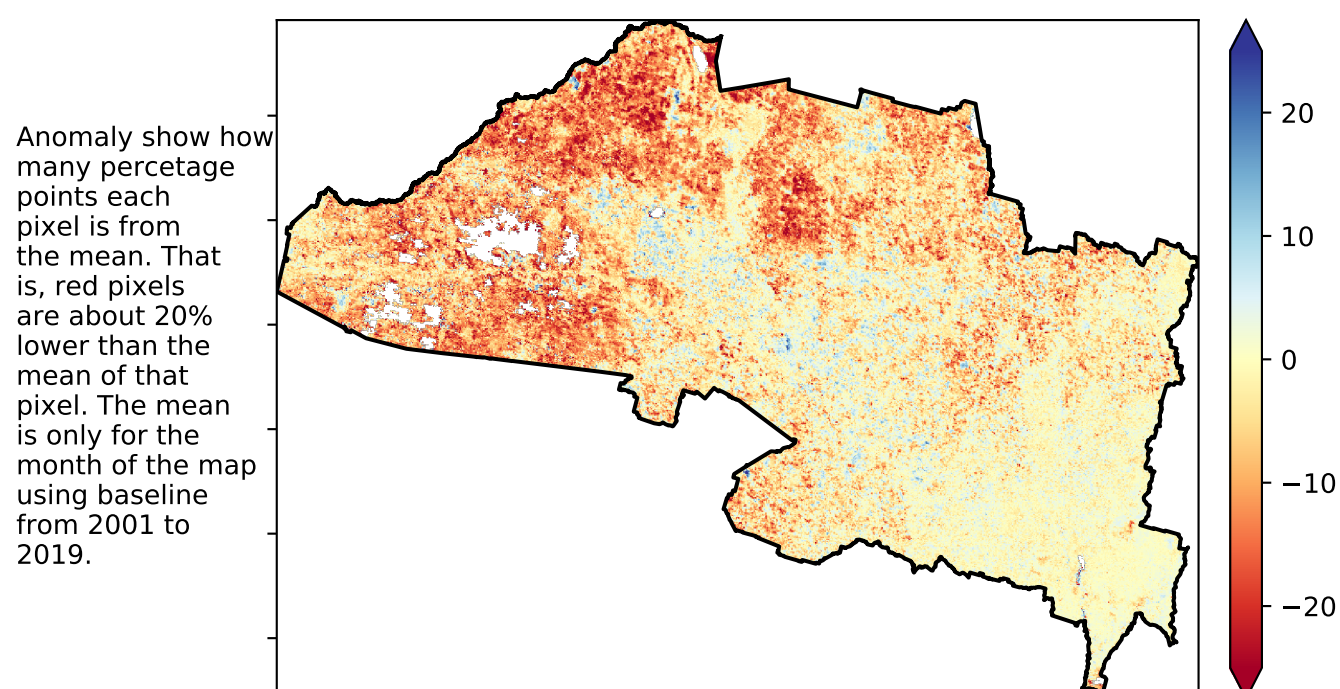 Anomaly show how
many percetage
points each
pixel is from
the mean. That
is, red pixels
are about 20%
lower than the
mean of that
pixel. The mean
is only for the
month of the map
using baseline
from 2001 to
2019.
20
10
0
−10
−20